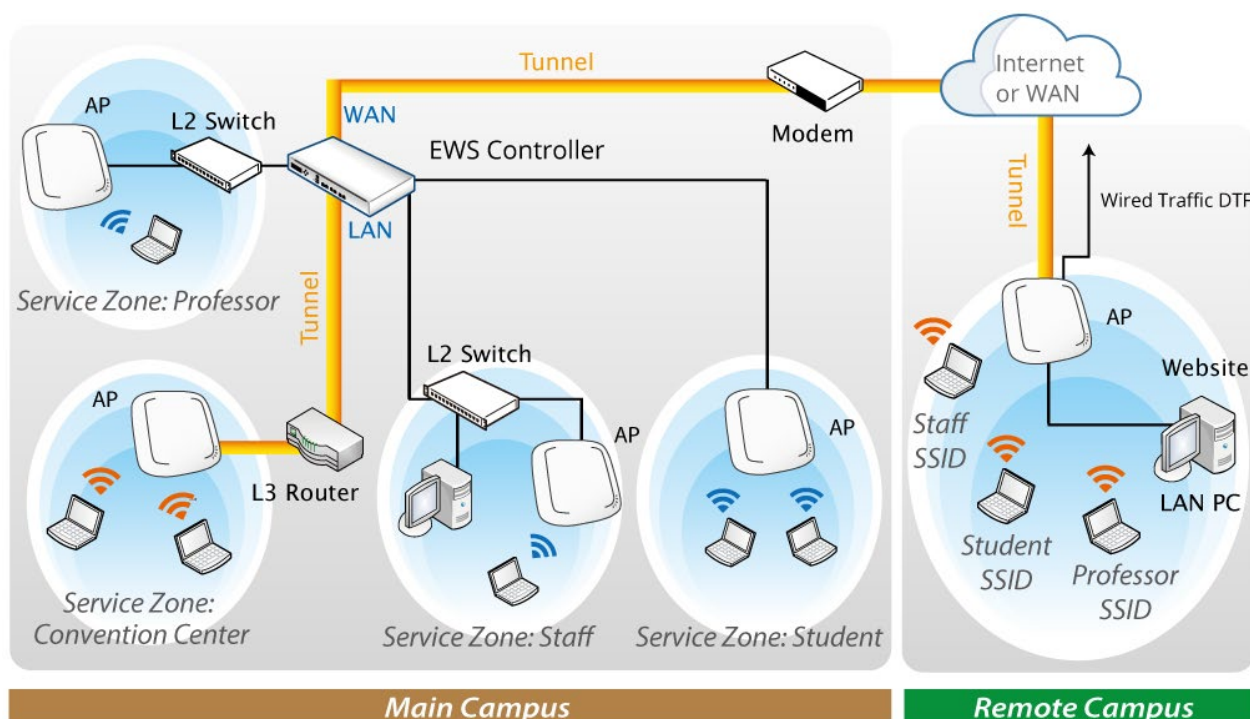 Tunnel
Internet
or WAN
AP
L2 Switch
WAN
Modem
EWS Controller
Tunnel
Wired Traffic DTF
LAN
Service Zone: Professor
Tunnel
AP
L2 Switch
Website
AP
AP
AP
Staff
SSID
L3 Router
LAN PC
Student
SSID
Professor
SSID
Service Zone:
Convention Center
Service Zone: Staff
Service Zone: Student
Main Campus
Remote Campus